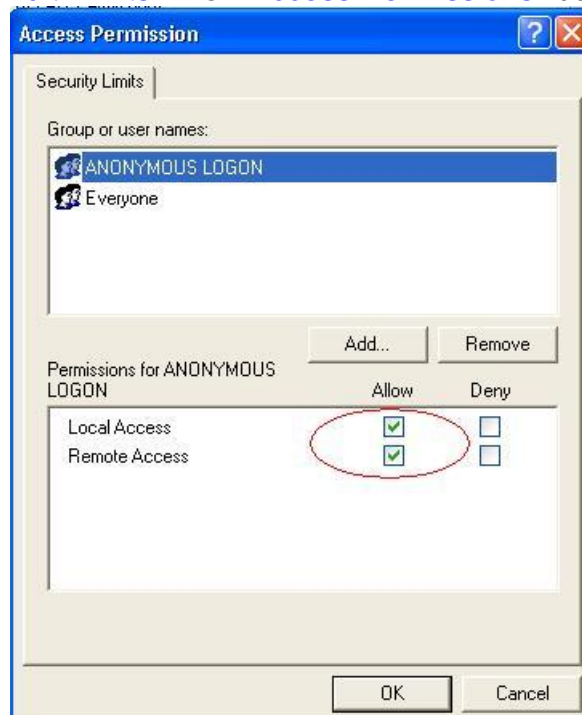 Access Permission
Security Limits
Group or user names:
ANONYMOUS LOGON
Everyone
Add...
Remove
Permissions for ANONYMOUS
LOGON
Allow
Deny
Local Access
Remote Access
OK
Cancel